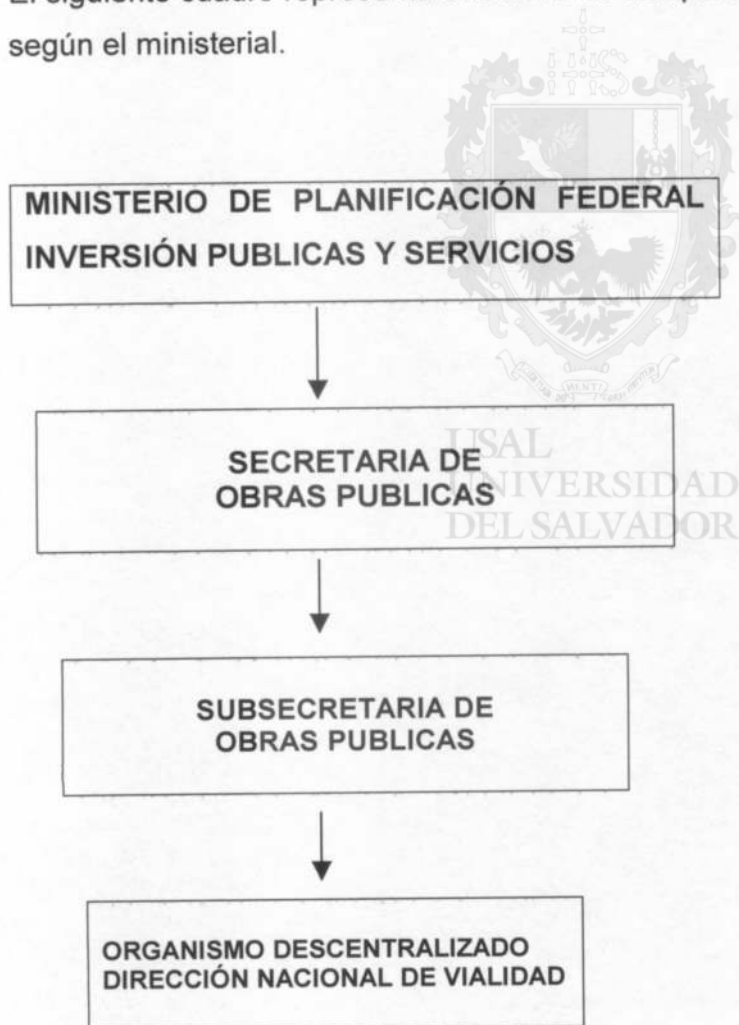 según el ministerial.
MINISTERIO DE PLANIFICACIÓN FEDERAL
INVERSIÓN PUBLICAS Y SERVICIOS
USAL
UNIVERSIDAD
DEL SALVADOR
SECRETARIA DE
OBRAS PUBLICAS
SUBSECRETARIA DE
OBRAS PUBLICAS
ORGANISMO DESCENTRALIZADO
DIRECCIÓN NACIONAL DE VIALIDAD